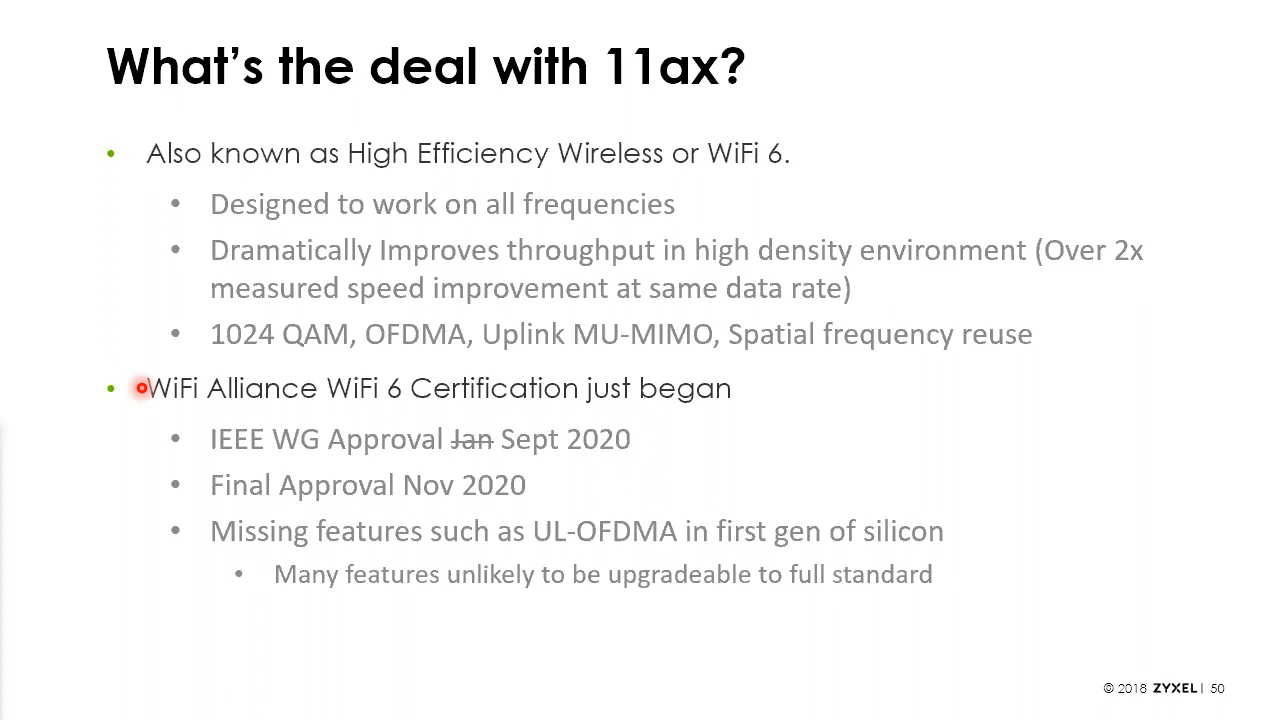 What's the deal with 11ax?
• Also known as High Efficiency Wireless or WiFi 6.
• Designed to work on all frequencies
• Dramatically Improves throughput in high density environment (Over 2x
measured speed improvement at same data rate)
• 1024 QAM, OFDMA, Uplink MU-MIMO, Spatial frequency reuse
• WiFi Alliance WiFi 6 Certification just began
• IEEE WG Approval Jan Sept 2020
• Final Approval Nov 2020
• Missing features such as UL-OFDMA in first gen of silicon
• Many features unlikely to be upgradeable to full standard
© 2018 ZYXEL | 50